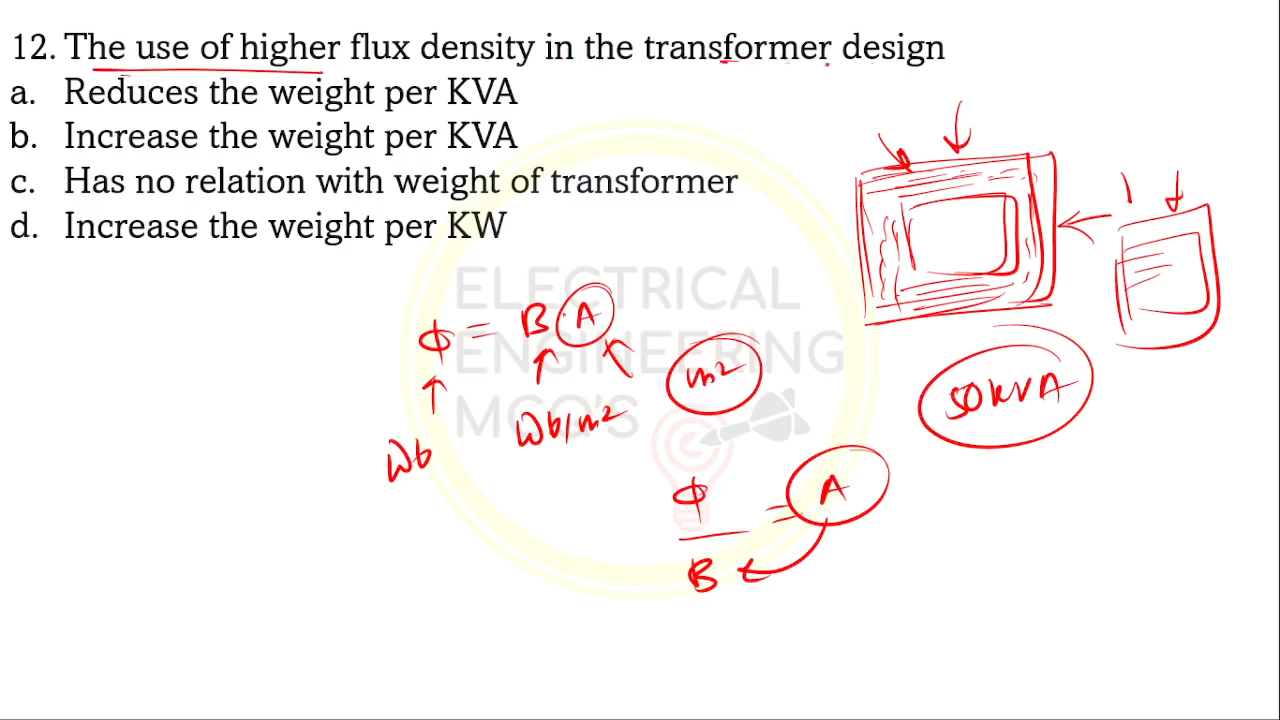 12. The use of higher flux density in the transformer design
a. Reduces the weight per KVA
b. Increase the weight per KVA
c. Has no relation with weight of transformer
d. Increase the weight per KW
ELECTRICAL
ENGINEERING
MCQ'S
ϕ = B A
Wb
Wb/m2
m2
50 KVA
ϕ
B
= A